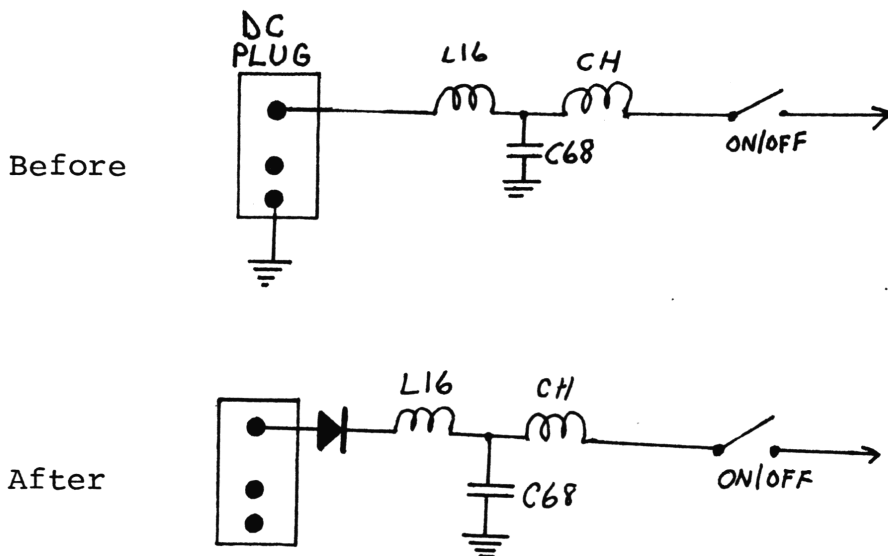 DC
PLUG
L16
CH
Before
C68
ON/OFF
L16
CH
After
C68
ON/OFF